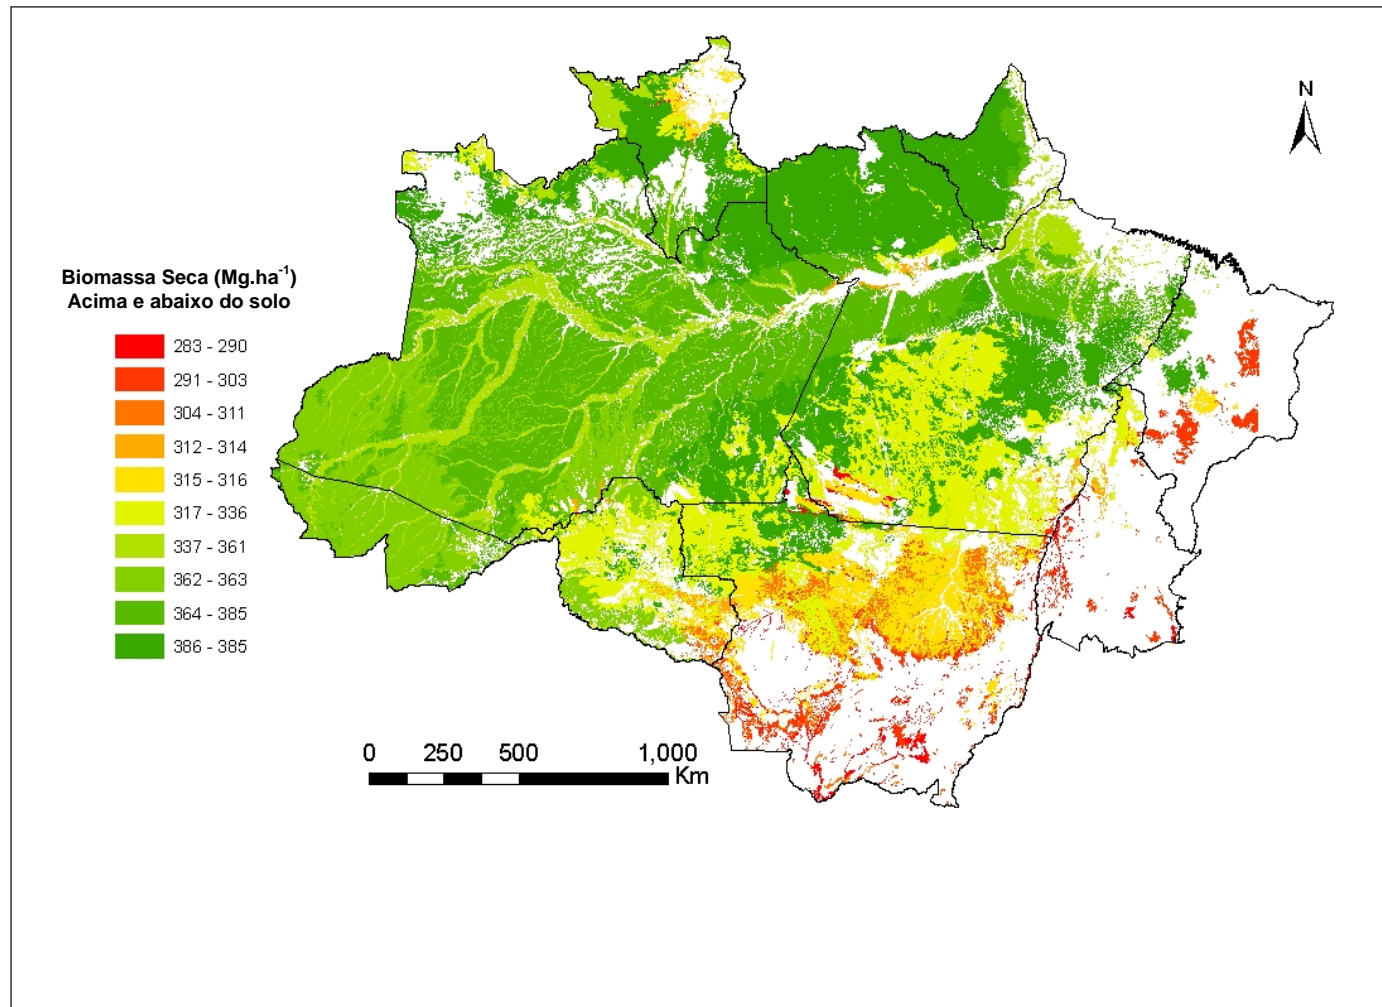 N
Biomassa Seca (Mg.ha⁻¹)
Acima e abaixo do solo
283 - 290
291 - 303
304 - 311
312 - 314
315 - 316
317 - 336
337 - 361
362 - 363
364 - 385
386 - 385
0 250 500 1,000
Km